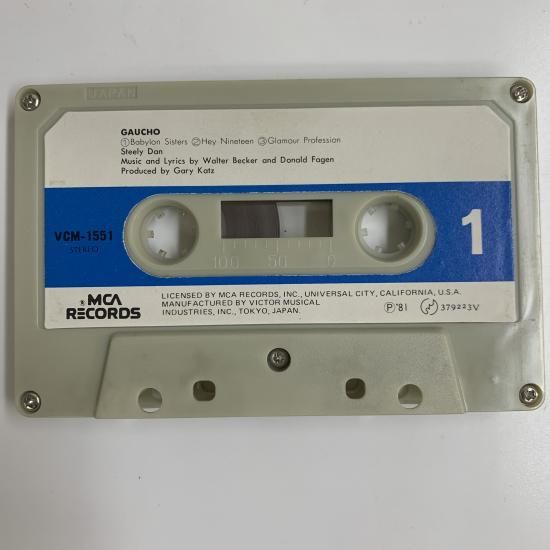 JAPAN
GAUCHO
①Babylon Sisters ②Hey Nineteen ③Glamour Profession
Steely Dan
Music and Lyrics by Walter Becker and Donald Fagen
Produced by Gary Katz
VCM-1551
STEREO
1
100 50 0
MCA RECORDS
LICENSED BY MCA RECORDS, INC., UNIVERSAL CITY, CALIFORNIA, U.S.A.
MANUFACTURED BY VICTOR MUSICAL
INDUSTRIES, INC., TOKYO, JAPAN.
Ⓟ'81 379223V